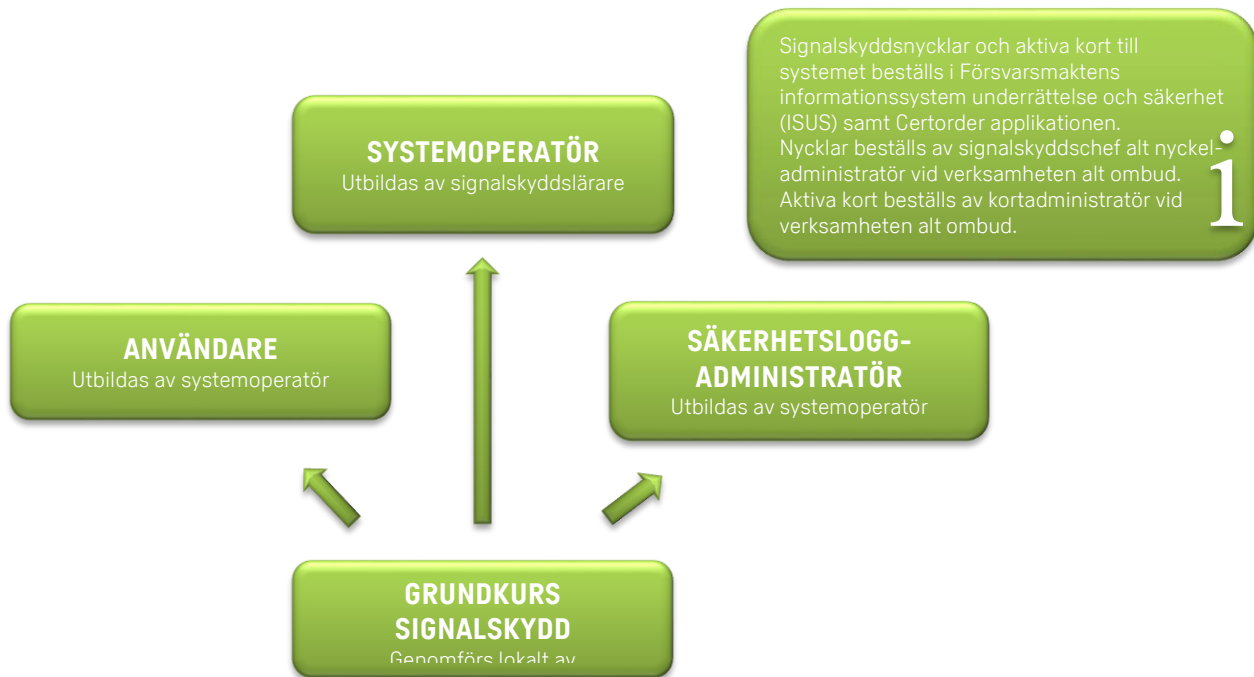 Signalskyddsnycklar och aktiva kort till
systemet beställs i Försvarsmaktens
informationssystem underrättelse och säkerhet
(ISUS) samt Certorder applikationen.
Nycklar beställs av signalskyddschef alt nyckel-
administratör vid verksamheten alt ombud.
Aktiva kort beställs av kortadministratör vid
verksamheten alt ombud.
i
SYSTEMOPERATÖR
Utbildas av signalskyddslärare
ANVÄNDARE
Utbildas av systemoperatör
SÄKERHETSLOGG-
ADMINISTRATÖR
Utbildas av systemoperatör
GRUNDKURS
SIGNALSKYDD
Genomförs lokalt av